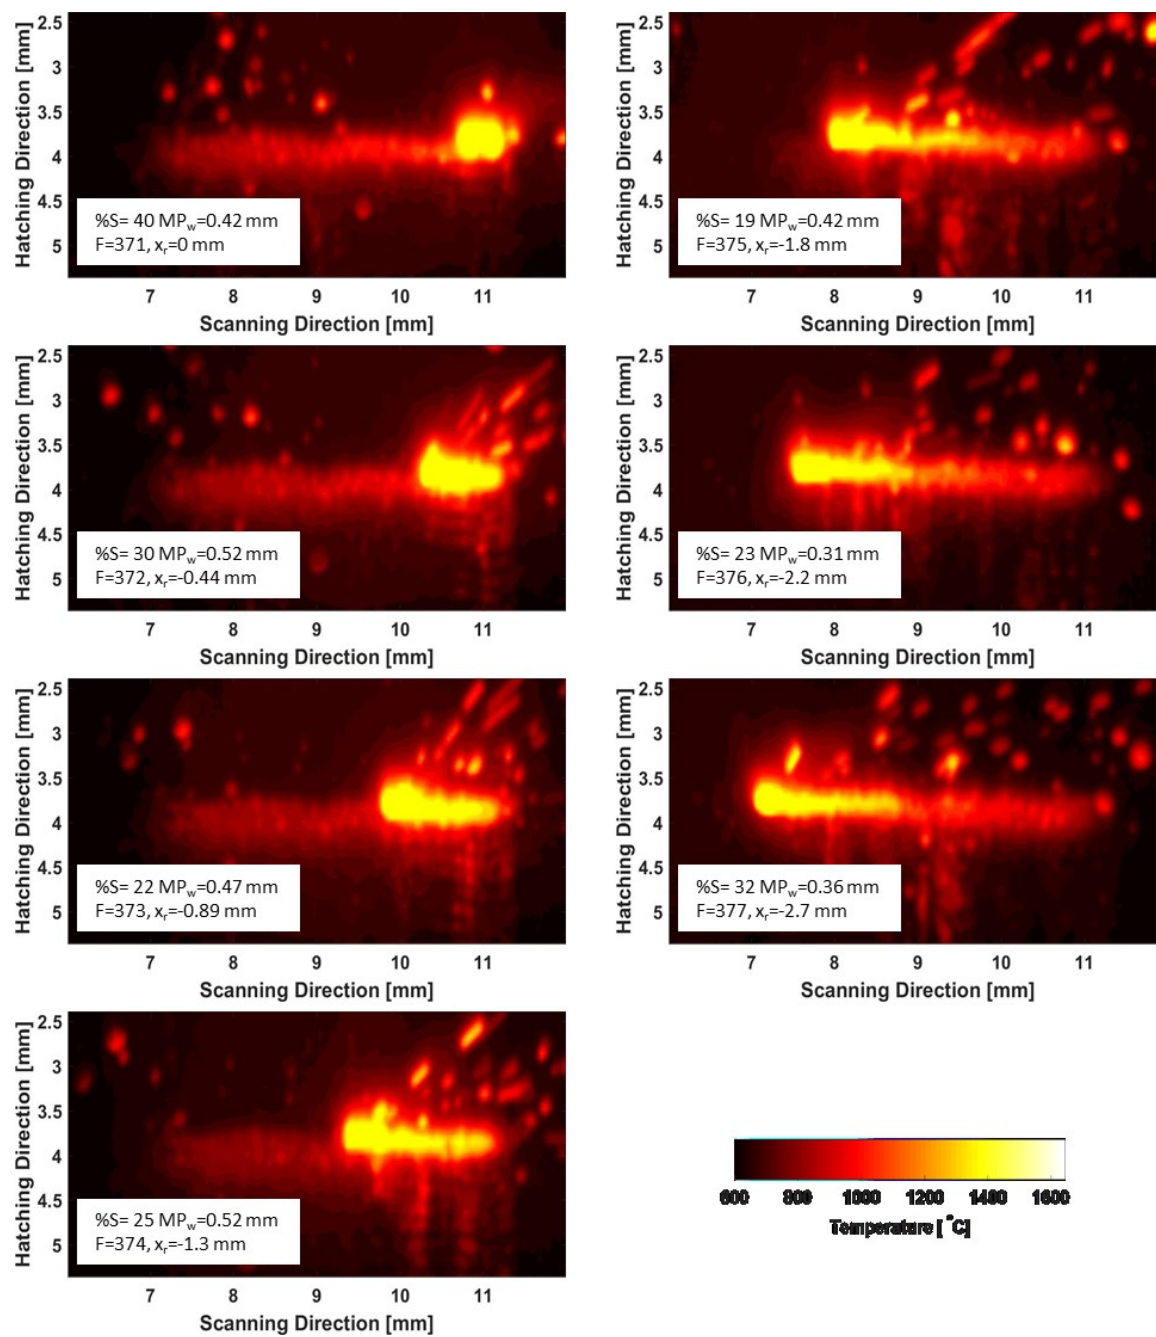 2.5
3
3.5
4
4.5
5
Hatching Direction [mm]
%S= 40 MPw=0.42 mm
F=371, xr=0 mm
7 8 9 10 11
Scanning Direction [mm]
2.5
3
3.5
4
4.5
5
Hatching Direction [mm]
%S= 19 MPw=0.42 mm
F=375, xr=-1.8 mm
7 8 9 10 11
Scanning Direction [mm]
2.5
3
3.5
4
4.5
5
Hatching Direction [mm]
%S= 30 MPw=0.52 mm
F=372, xr=-0.44 mm
7 8 9 10 11
Scanning Direction [mm]
2.5
3
3.5
4
4.5
5
Hatching Direction [mm]
%S= 23 MPw=0.31 mm
F=376, xr=-2.2 mm
7 8 9 10 11
Scanning Direction [mm]
2.5
3
3.5
4
4.5
5
Hatching Direction [mm]
%S= 22 MPw=0.47 mm
F=373, xr=-0.89 mm
7 8 9 10 11
Scanning Direction [mm]
2.5
3
3.5
4
4.5
5
Hatching Direction [mm]
%S= 32 MPw=0.36 mm
F=377, xr=-2.7 mm
7 8 9 10 11
Scanning Direction [mm]
2.5
3
3.5
4
4.5
5
Hatching Direction [mm]
%S= 25 MPw=0.52 mm
F=374, xr=-1.3 mm
7 8 9 10 11
Scanning Direction [mm]
600 800 1000 1200 1400 1600
Temperature [ °C]